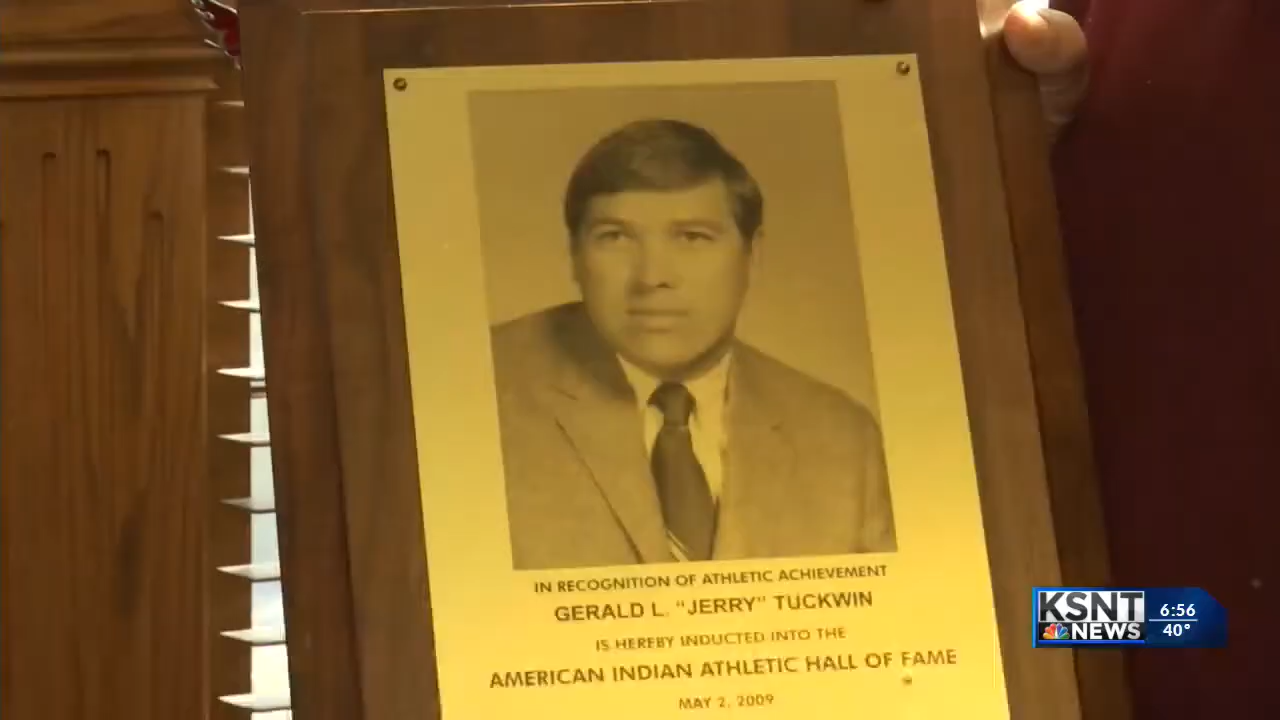 IN RECOGNITION OF ATHLETIC ACHIEVEMENT
GERALD L. "JERRY" TUCKWIN
IS HEREBY INDUCTED INTO THE
AMERICAN INDIAN ATHLETIC HALL OF FAME
MAY 2, 2009
KSNT
NEWS
6:56
40°